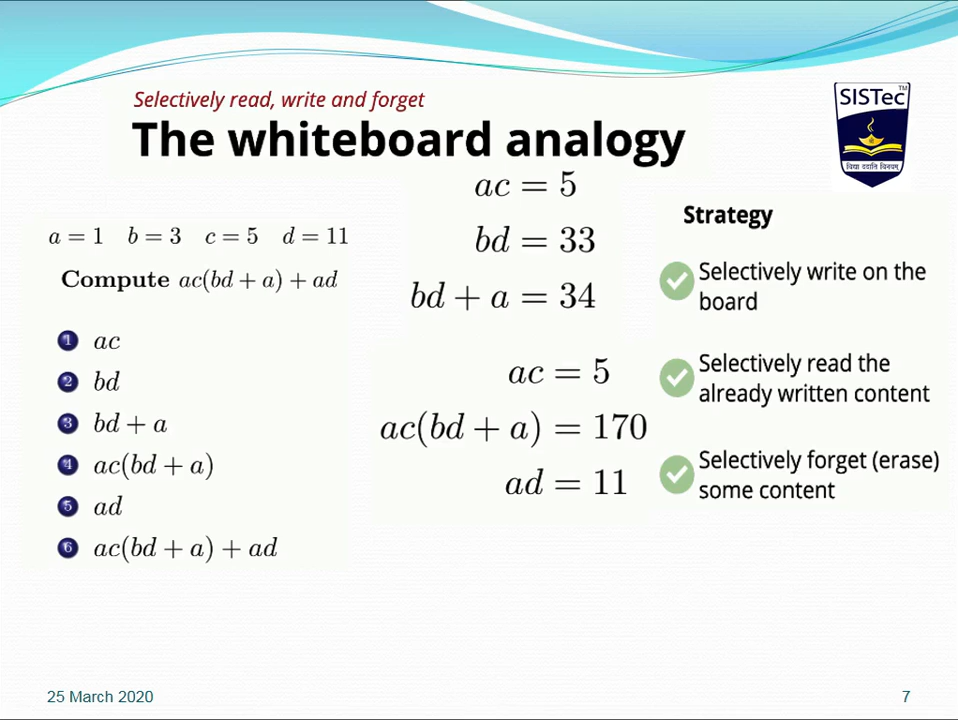 Selectively read, write and forget
The whiteboard analogy
SISTec™
विद्या ददाति विनयम्
a = 1 b = 3 c = 5 d = 11
Compute ac(bd + a) + ad
1 ac
2 bd
3 bd + a
4 ac(bd + a)
5 ad
6 ac(bd + a) + ad
ac = 5
bd = 33
bd + a = 34
ac = 5
ac(bd + a) = 170
ad = 11
Strategy
Selectively write on the
board
Selectively read the
already written content
Selectively forget (erase)
some content
25 March 2020
7